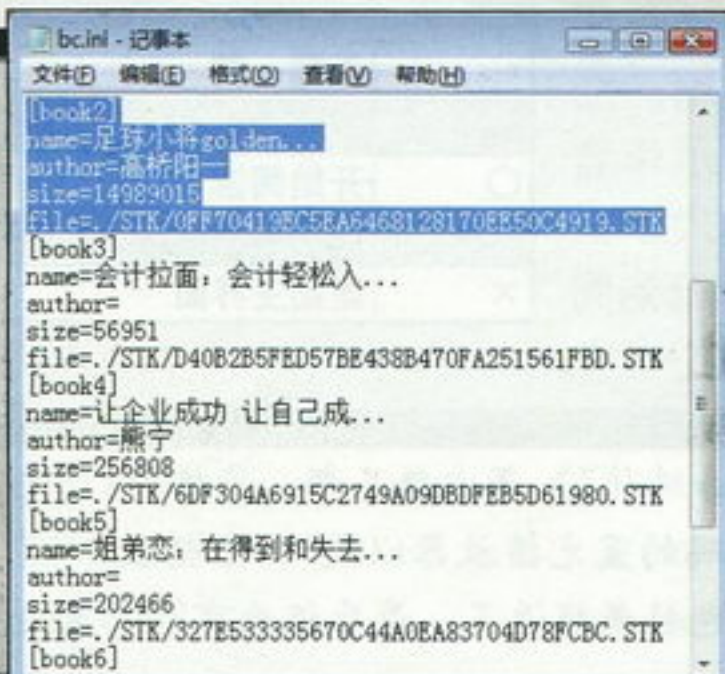 bc.ini - 记事本
文件(F) 编辑(E) 格式(O) 查看(V) 帮助(H)
[book2]
name=足球小将golden...
author=高桥阳一
size=14989015
file=./STK/0FF70419EC5EA6468128170EE50C4919.STK
[book3]
name=会计拉面：会计轻松入...
author=
size=56951
file=./STK/D40B2B5FED57BE438B470FA251561FBD.STK
[book4]
name=让企业成功 让自己成...
author=熊宁
size=256808
file=./STK/6DF304A6915C2749A09DBDFEB5D61980.STK
[book5]
name=姐弟恋：在得到和失去...
author=
size=202466
file=./STK/327E533335670C44A0EA83704D78FCBC.STK
[book6]